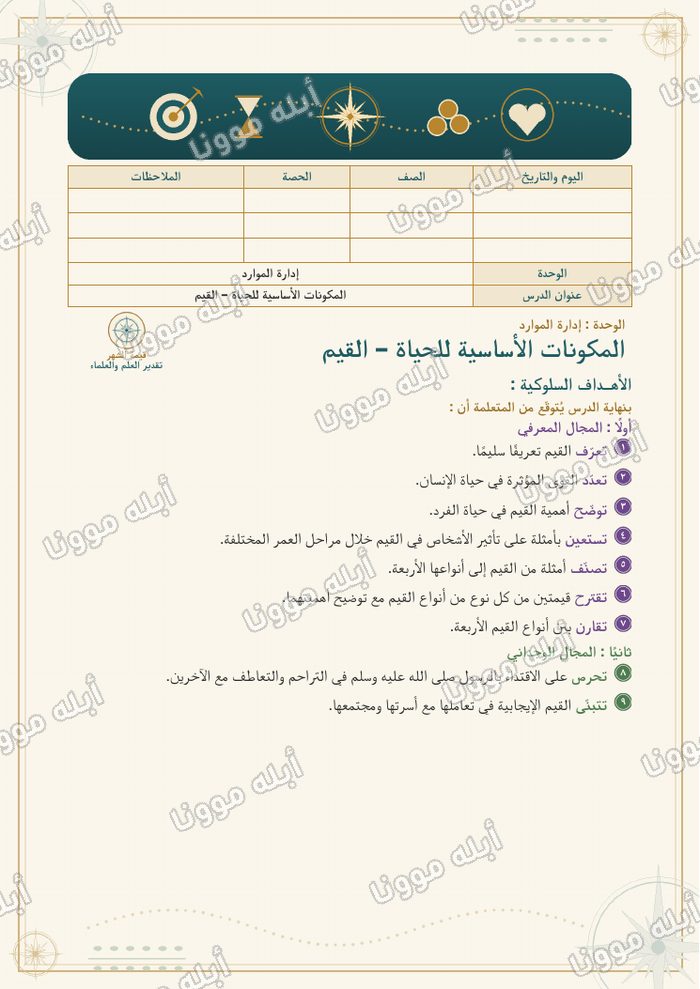 اليوم والتاريخ الصف الحصة الملاحظات
الوحدة إدارة الموارد
عنوان الدرس المكونات الأساسية للحياة – القيم
الوحدة : إدارة الموارد
المكونات الأساسية للحياة – القيم
قيمة الشهر
تقدير العلم والعلماء
الأهداف السلوكية :
بنهاية الدرس يُتوقّع من المتعلمة أن :
أولًا : المجال المعرفي
١ تعرّف القيم تعريفًا سليمًا.
٢ تعدّد القوى المؤثرة في حياة الإنسان.
٣ توضّح أهمية القيم في حياة الفرد.
٤ تستعين بأمثلة على تأثير الأشخاص في القيم خلال مراحل العمر المختلفة.
٥ تصنّف أمثلة من القيم إلى أنواعها الأربعة.
٦ تقترح قيمتين من كل نوع من أنواع القيم مع توضيح أهميتهما.
٧ تقارن بين أنواع القيم الأربعة.
ثانيًا : المجال الوجداني
٨ تحرص على الاقتداء بالرسول صلى الله عليه وسلم في التراحم والتعاطف مع الآخرين.
٩ تتبنّى القيم الإيجابية في تعاملها مع أسرتها ومجتمعها.
أبله موونا